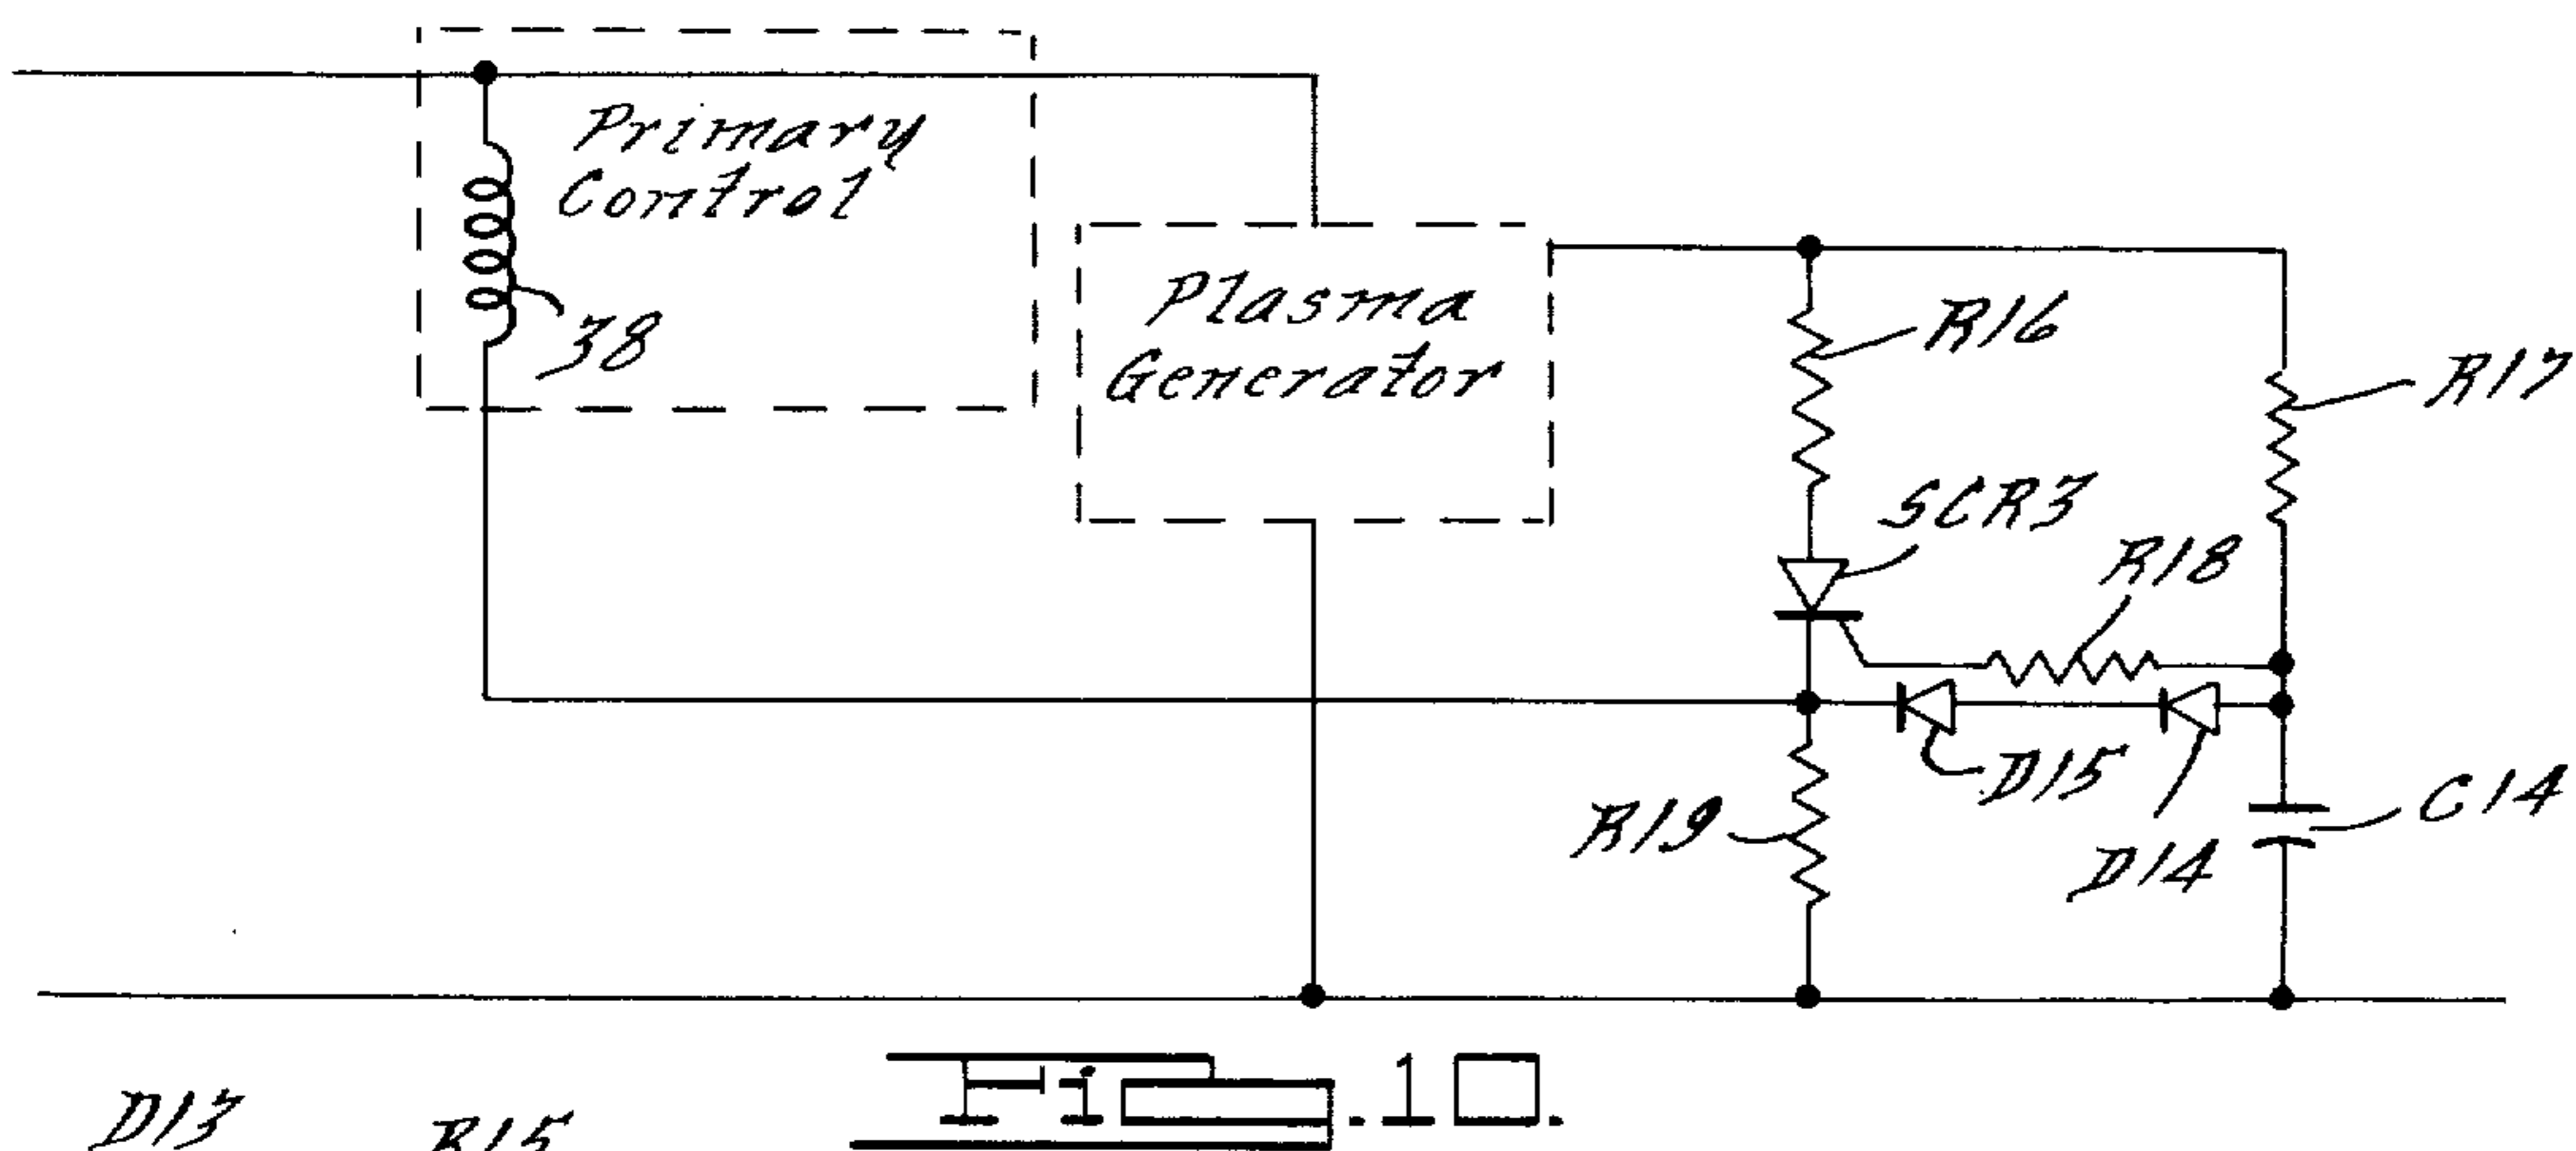 Primary
Control
38
Plasma
Generator
R16
R17
SCR3
R18
D15
R19
C14
D14
Fig.10.
D13
R15